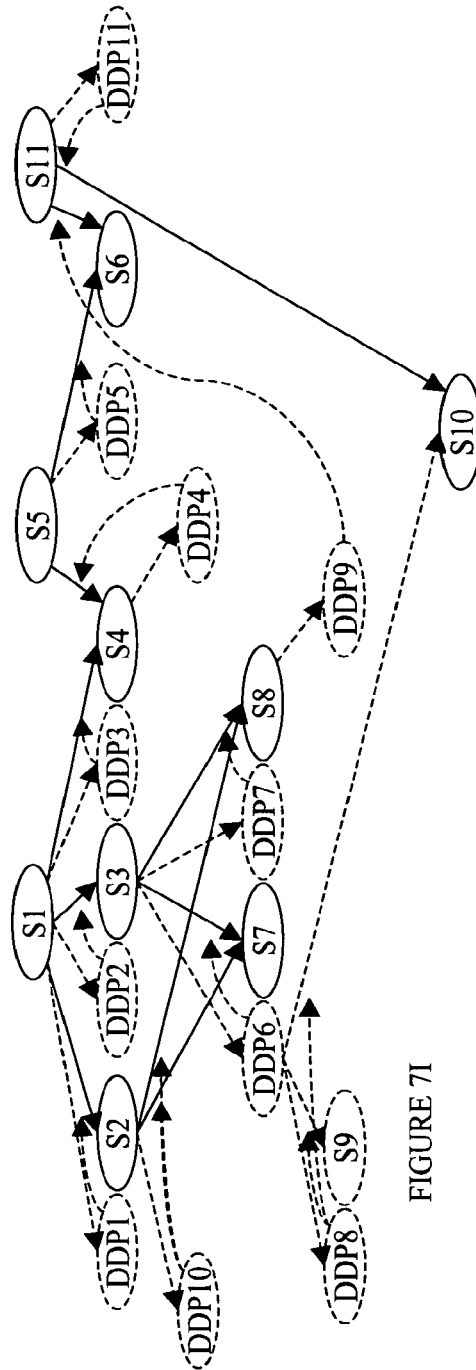 S1
S5
S11
DDP1
S2
DDP2
S3
DDP3
S4
DDP5
S6
DDP11
DDP10
DDP4
DDP6
S7
DDP7
S8
DDP8
S9
DDP9
S10
FIGURE 7I